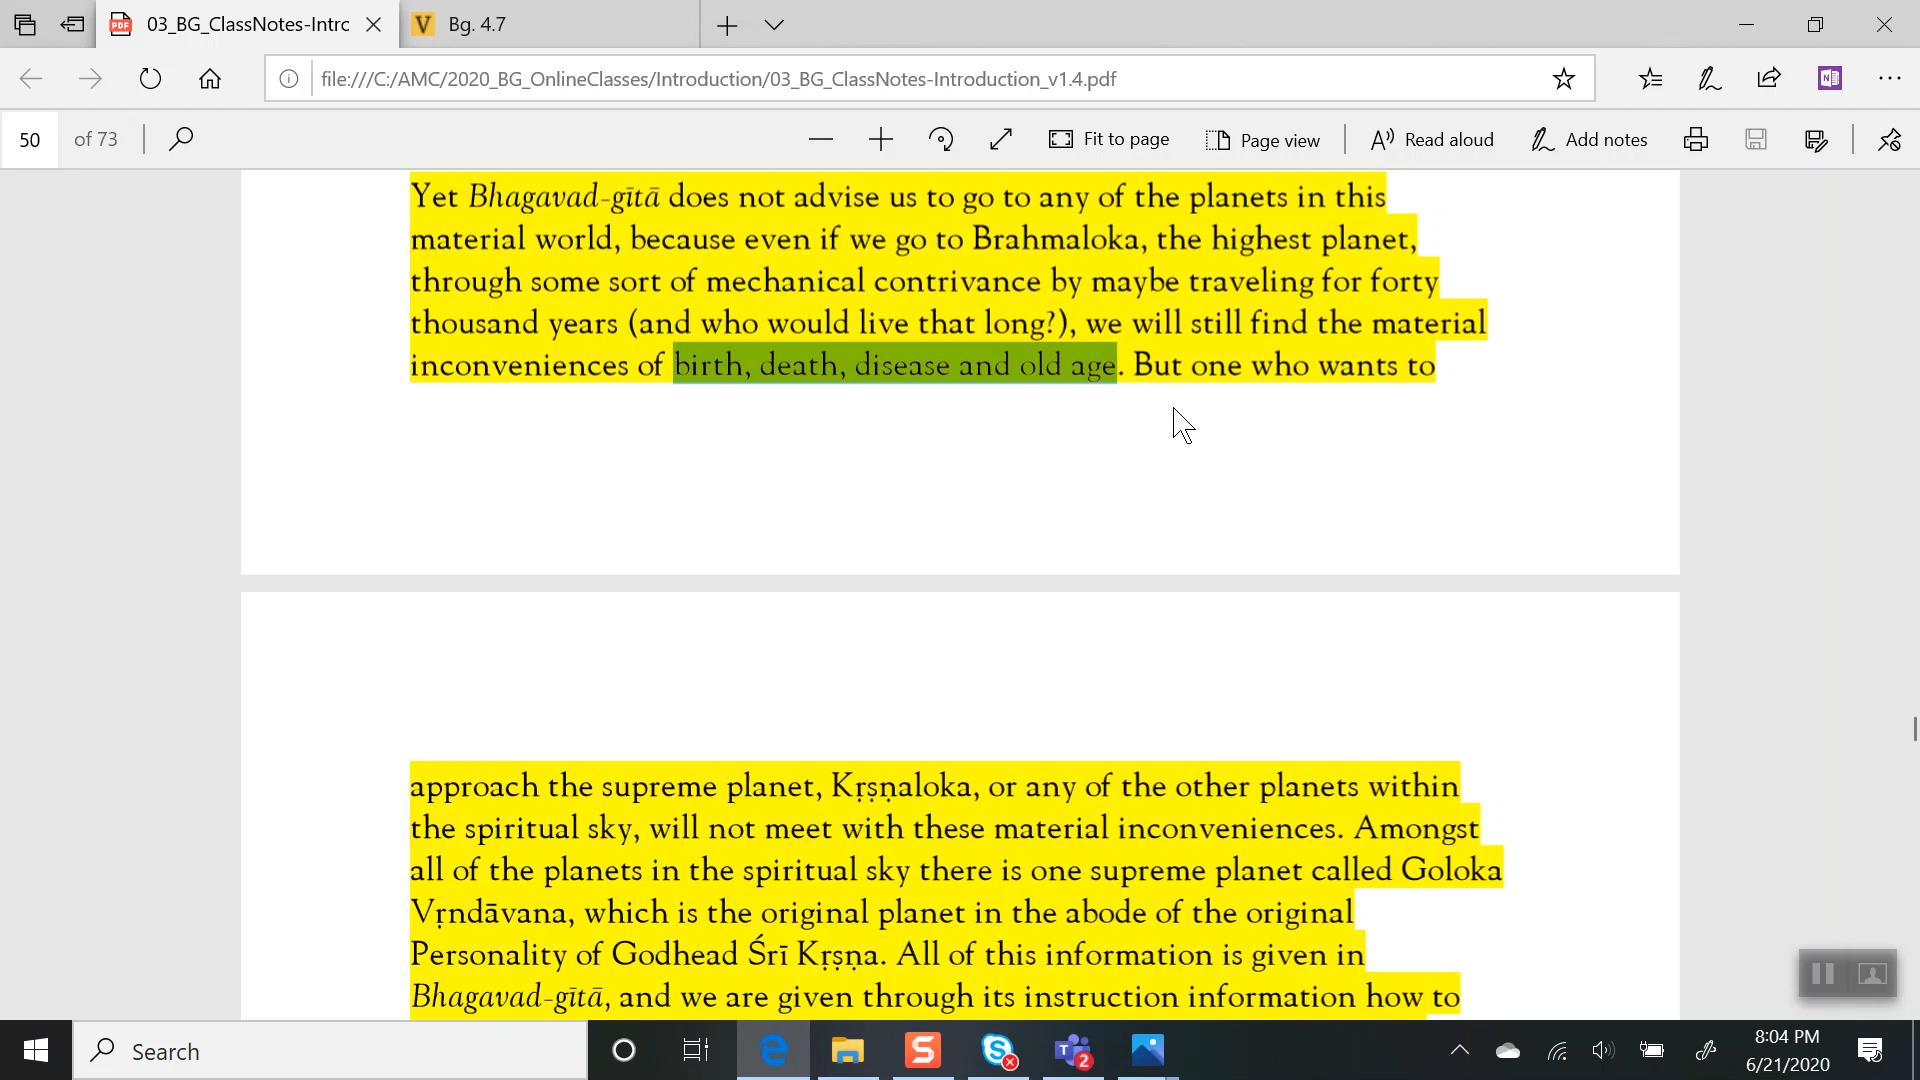 03_BG_ClassNotes-Intrc
Bg. 4.7
file:///C:/AMC/2020_BG_OnlineClasses/Introduction/03_BG_ClassNotes-Introduction_v1.4.pdf
50 of 73
Fit to page
Page view
Read aloud
Add notes
Yet Bhagavad-gītā does not advise us to go to any of the planets in this
material world, because even if we go to Brahmaloka, the highest planet,
through some sort of mechanical contrivance by maybe traveling for forty
thousand years (and who would live that long?), we will still find the material
inconveniences of birth, death, disease and old age. But one who wants to
approach the supreme planet, Kṛṣṇaloka, or any of the other planets within
the spiritual sky, will not meet with these material inconveniences. Amongst
all of the planets in the spiritual sky there is one supreme planet called Goloka
Vṛndāvana, which is the original planet in the abode of the original
Personality of Godhead Śrī Kṛṣṇa. All of this information is given in
Bhagavad-gītā, and we are given through its instruction information how to
Search
2
8:04 PM
6/21/2020